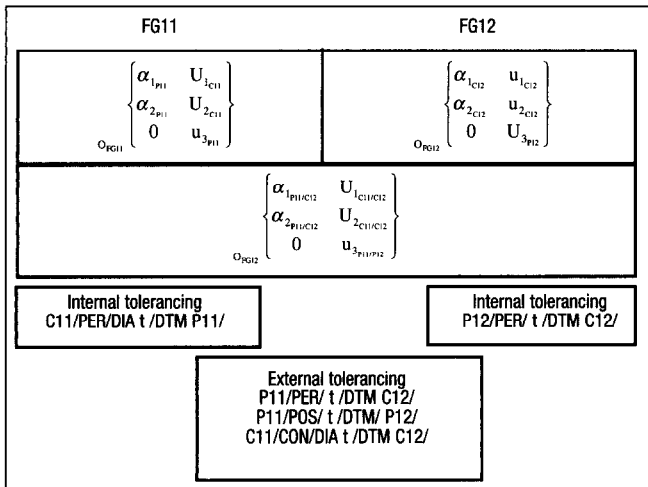 FG11 FG12
α1P11 U1C11 α1C12 u1C12
α2P11 U2C11 α2C12 u2C12
0 u3P11 0 U3P12
OFG11 OFG12
α1P11/C12 U1C11/C12
α2P11/C12 U2C11/C12
0 u3P11/P12
OFG12
Internal tolerancing
C11/PER/DIA t /DTM P11/
Internal tolerancing
P12/PER/ t /DTM C12/
External tolerancing
P11/PER/ t /DTM C12/
P11/POS/ t /DTM/ P12/
C11/CON/DIA t /DTM C12/